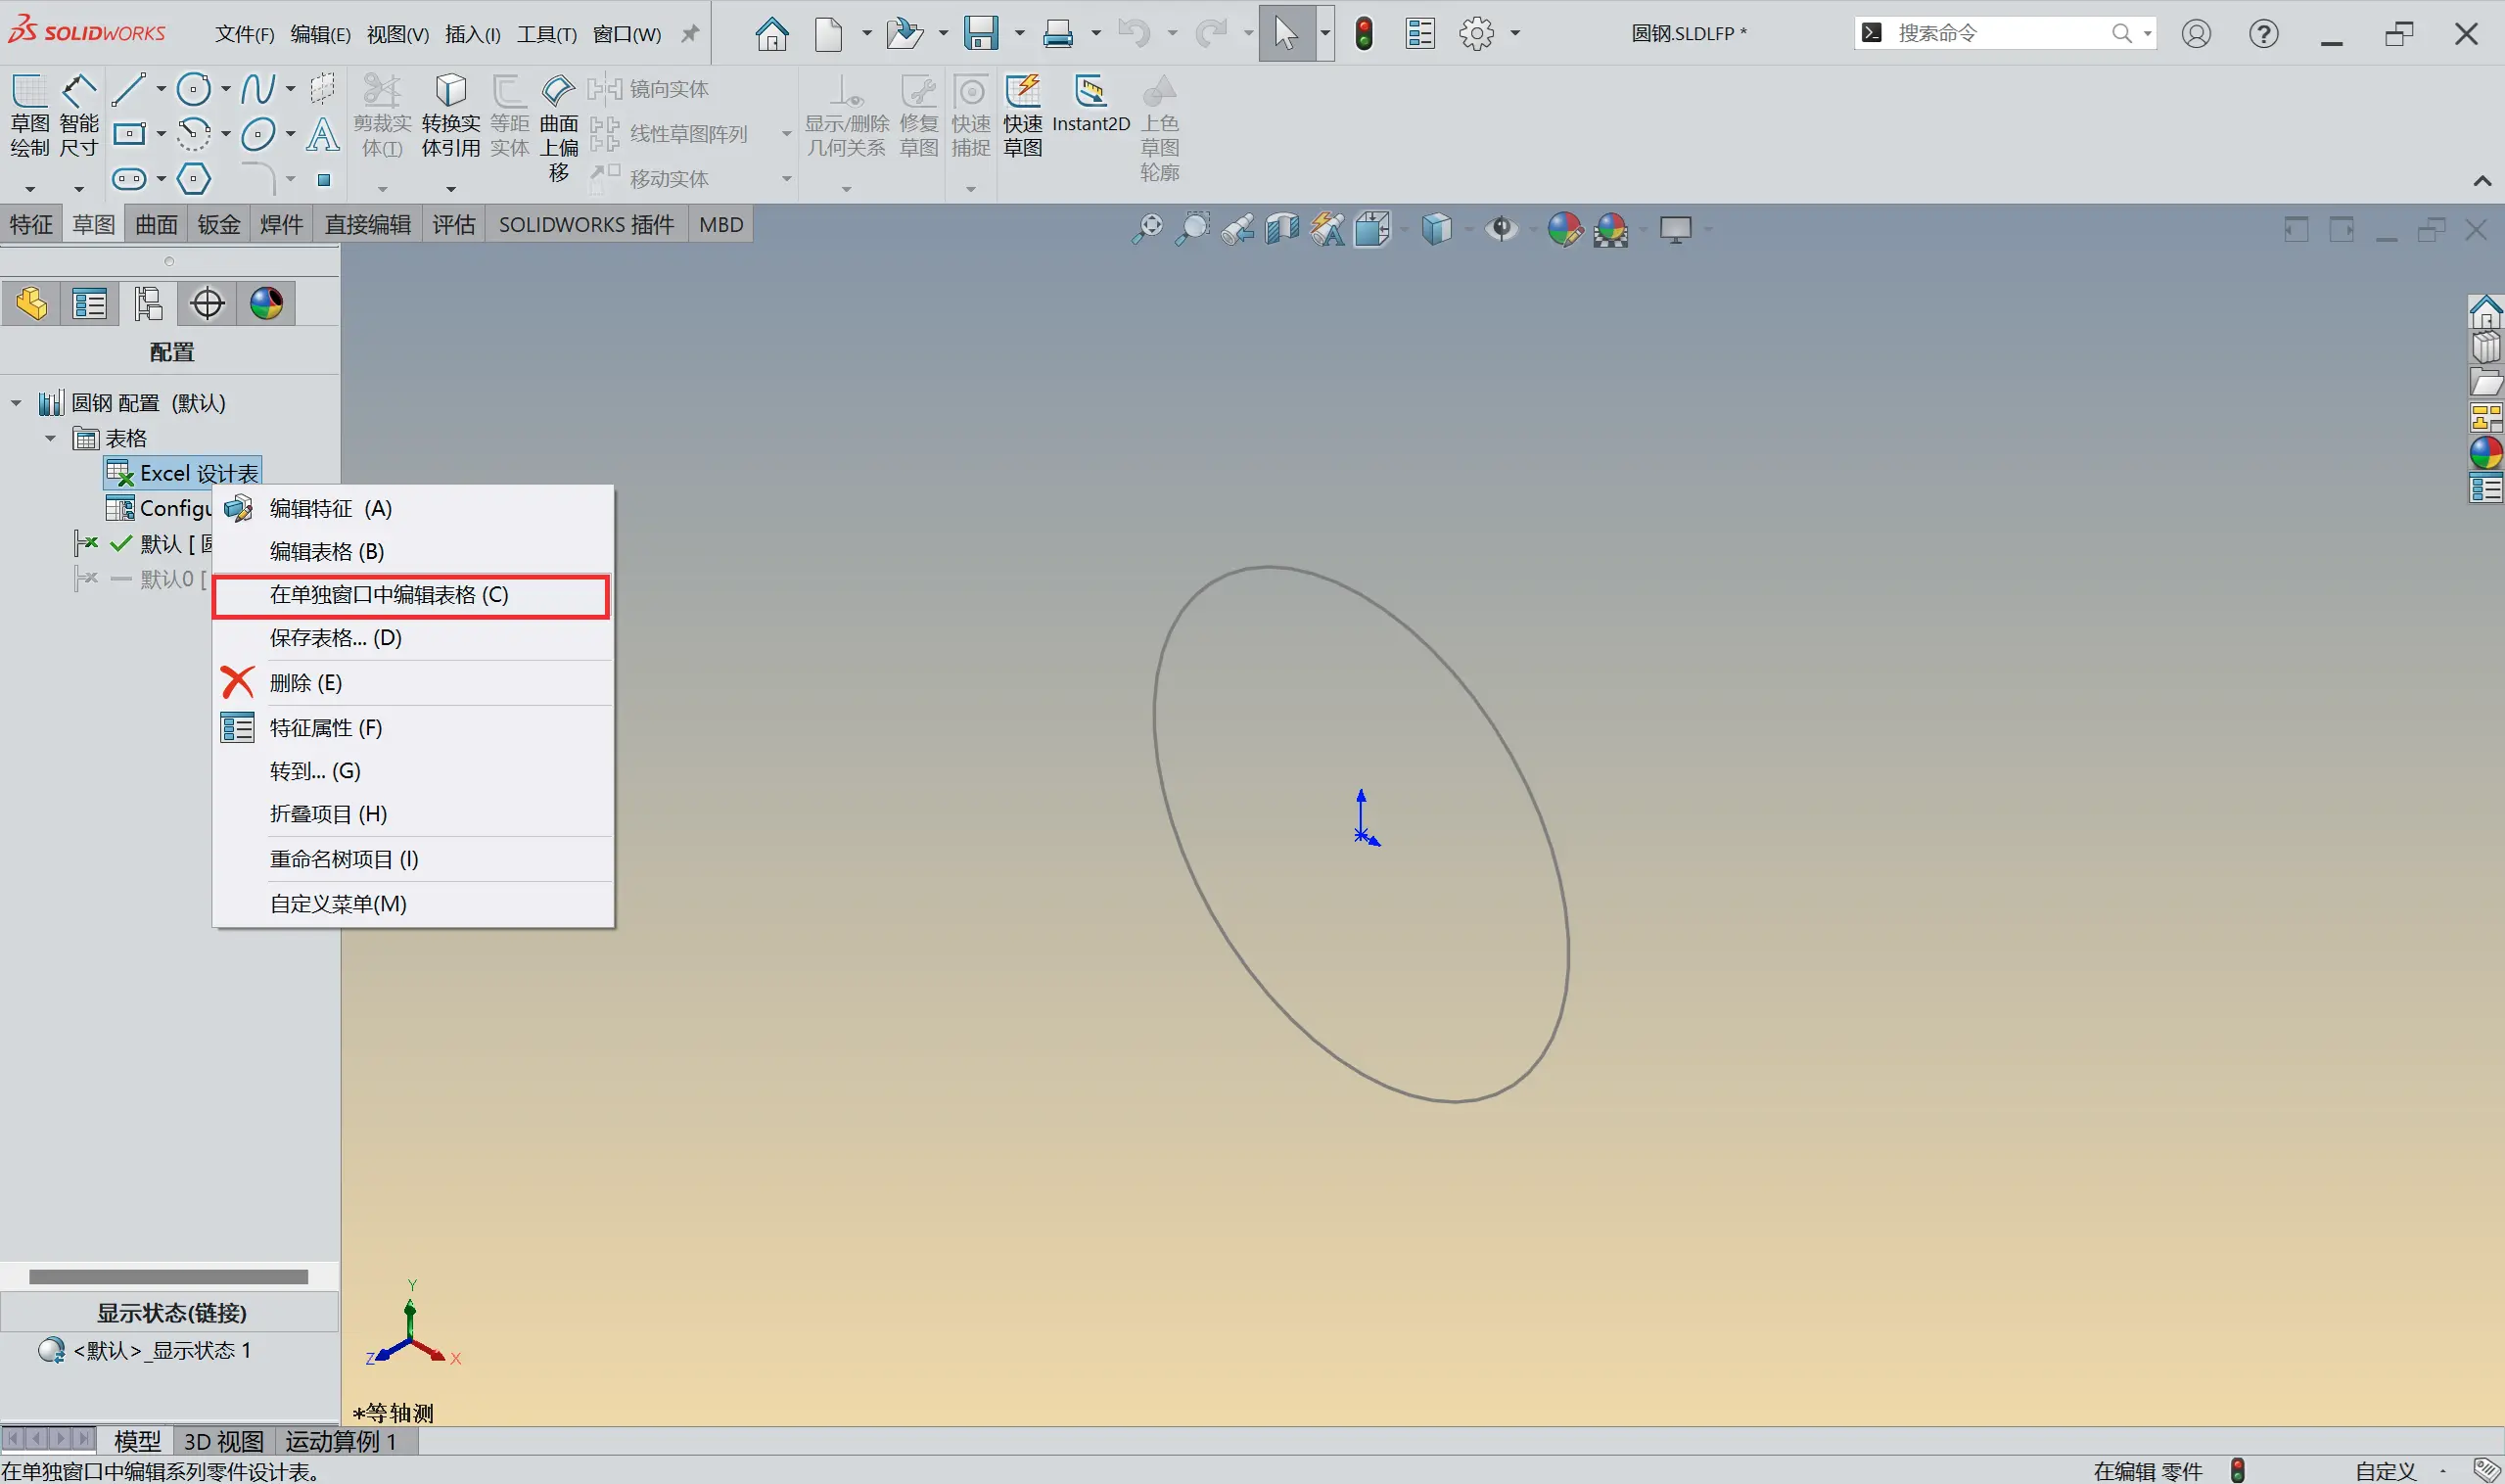 SOLIDWORKS 文件(F) 编辑(E) 视图(V) 插入(I) 工具(T) 窗口(W) 圆钢.SLDLFP * 搜索命令
草图绘制
智能尺寸
剪裁实体(I)
转换实体引用
等距实体
曲面上偏移
镜向实体
线性草图阵列
移动实体
显示/删除几何关系
修复草图
快速捕捉
快速草图
Instant2D
上色草图轮廓
特征 草图 曲面 钣金 焊件 直接编辑 评估 SOLIDWORKS 插件 MBD
配置
圆钢 配置 (默认)
表格
Excel 设计表
Configu
默认 [ 圆
默认0 [
编辑特征 (A)
编辑表格 (B)
在单独窗口中编辑表格 (C)
保存表格... (D)
删除 (E)
特征属性 (F)
转到... (G)
折叠项目 (H)
重命名树项目 (I)
自定义菜单(M)
显示状态(链接)
<默认>_显示状态 1
Y
Z
X
*等轴测
模型 3D 视图 运动算例 1
在单独窗口中编辑系列零件设计表。 在编辑 零件 自定义